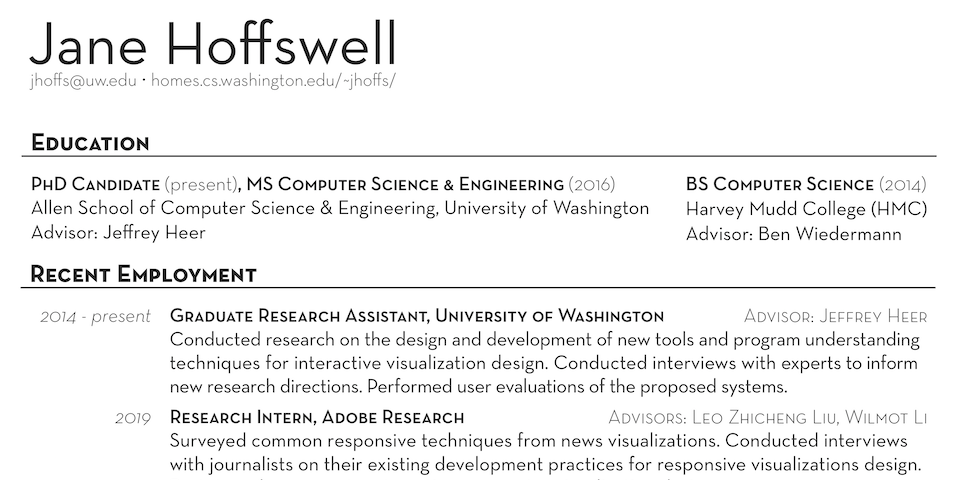 Jane Hoffswell
jhoffs@uw.edu · homes.cs.washington.edu/~jhoffs/
Education
PhD Candidate (present), MS Computer Science & Engineering (2016)
Allen School of Computer Science & Engineering, University of Washington
Advisor: Jeffrey Heer
BS Computer Science (2014)
Harvey Mudd College (HMC)
Advisor: Ben Wiedermann
Recent Employment
2014 - present Graduate Research Assistant, University of Washington Advisor: Jeffrey Heer
Conducted research on the design and development of new tools and program understanding
techniques for interactive visualization design. Conducted interviews with experts to inform
new research directions. Performed user evaluations of the proposed systems.
2019 Research Intern, Adobe Research Advisors: Leo Zhicheng Liu, Wilmot Li
Surveyed common responsive techniques from news visualizations. Conducted interviews
with journalists on their existing development practices for responsive visualizations design.